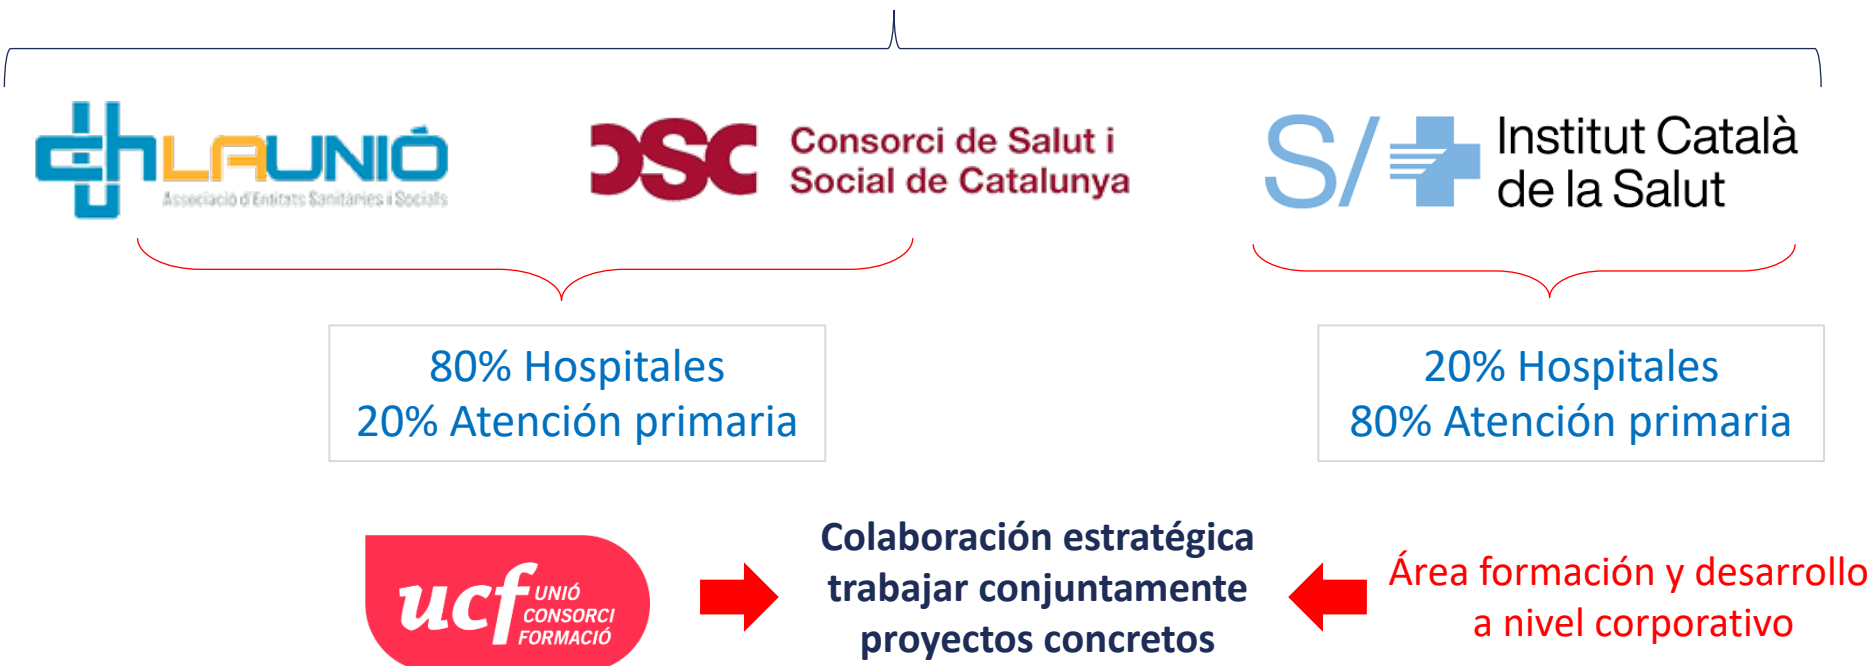 LAUNIÓ
Associació d'Entitats Sanitàries i Socials
CSC
Consorci de Salut i
Social de Catalunya
S/
Institut Català
de la Salut
80% Hospitales
20% Atención primaria
20% Hospitales
80% Atención primaria
ucf
UNIÓ
CONSORCI
FORMACIÓ
Colaboración estratégica
trabajar conjuntamente
proyectos concretos
Área formación y desarrollo
a nivel corporativo